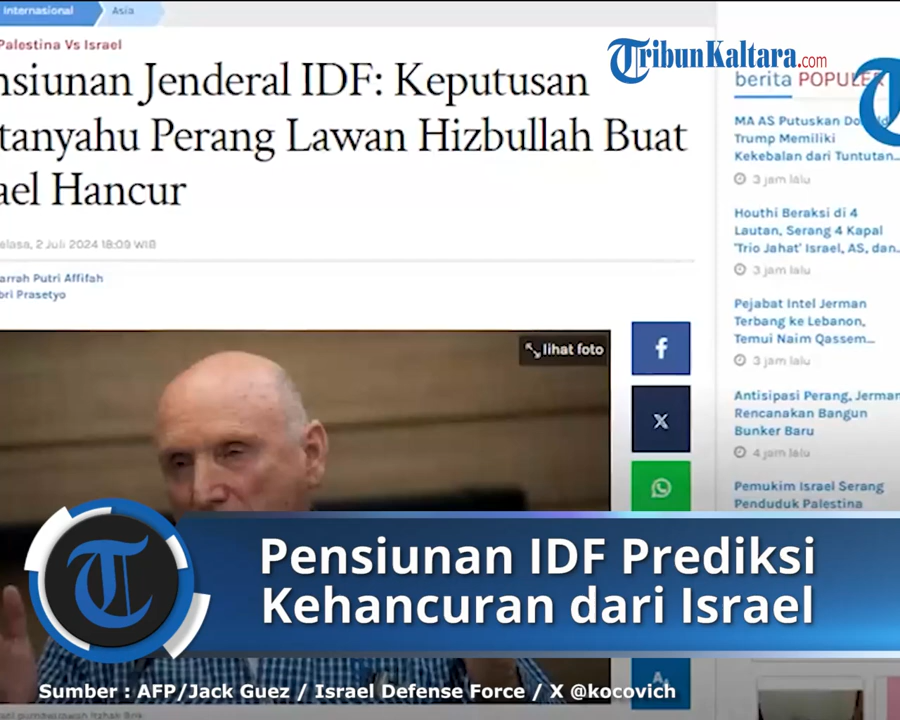 Internasional
Asia
Palestina Vs Israel
nsiunan Jenderal IDF: Keputusan
tanyahu Perang Lawan Hizbullah Buat
ael Hancur
elasa, 2 Juli 2024 18:09 WIB
arrah Putri Affifah
bri Prasetyo
lihat foto
TribunKaltara.com
berita POPULER
MA AS Putuskan Do ld
Trump Memiliki
Kekebalan dari Tuntutan...
3 jam lalu
Houthi Beraksi di 4
Lautan, Serang 4 Kapal
'Trio Jahat' Israel, AS, dan...
3 jam lalu
Pejabat Intel Jerman
Terbang ke Lebanon,
Temui Naim Qassem...
3 jam lalu
Antisipasi Perang, Jerman
Rencanakan Bangun
Bunker Baru
4 jam lalu
Pemukim Israel Serang
Penduduk Palestina
Pensiunan IDF Prediksi
Kehancuran dari Israel
Sumber : AFP/Jack Guez / Israel Defense Force / X @kocovich